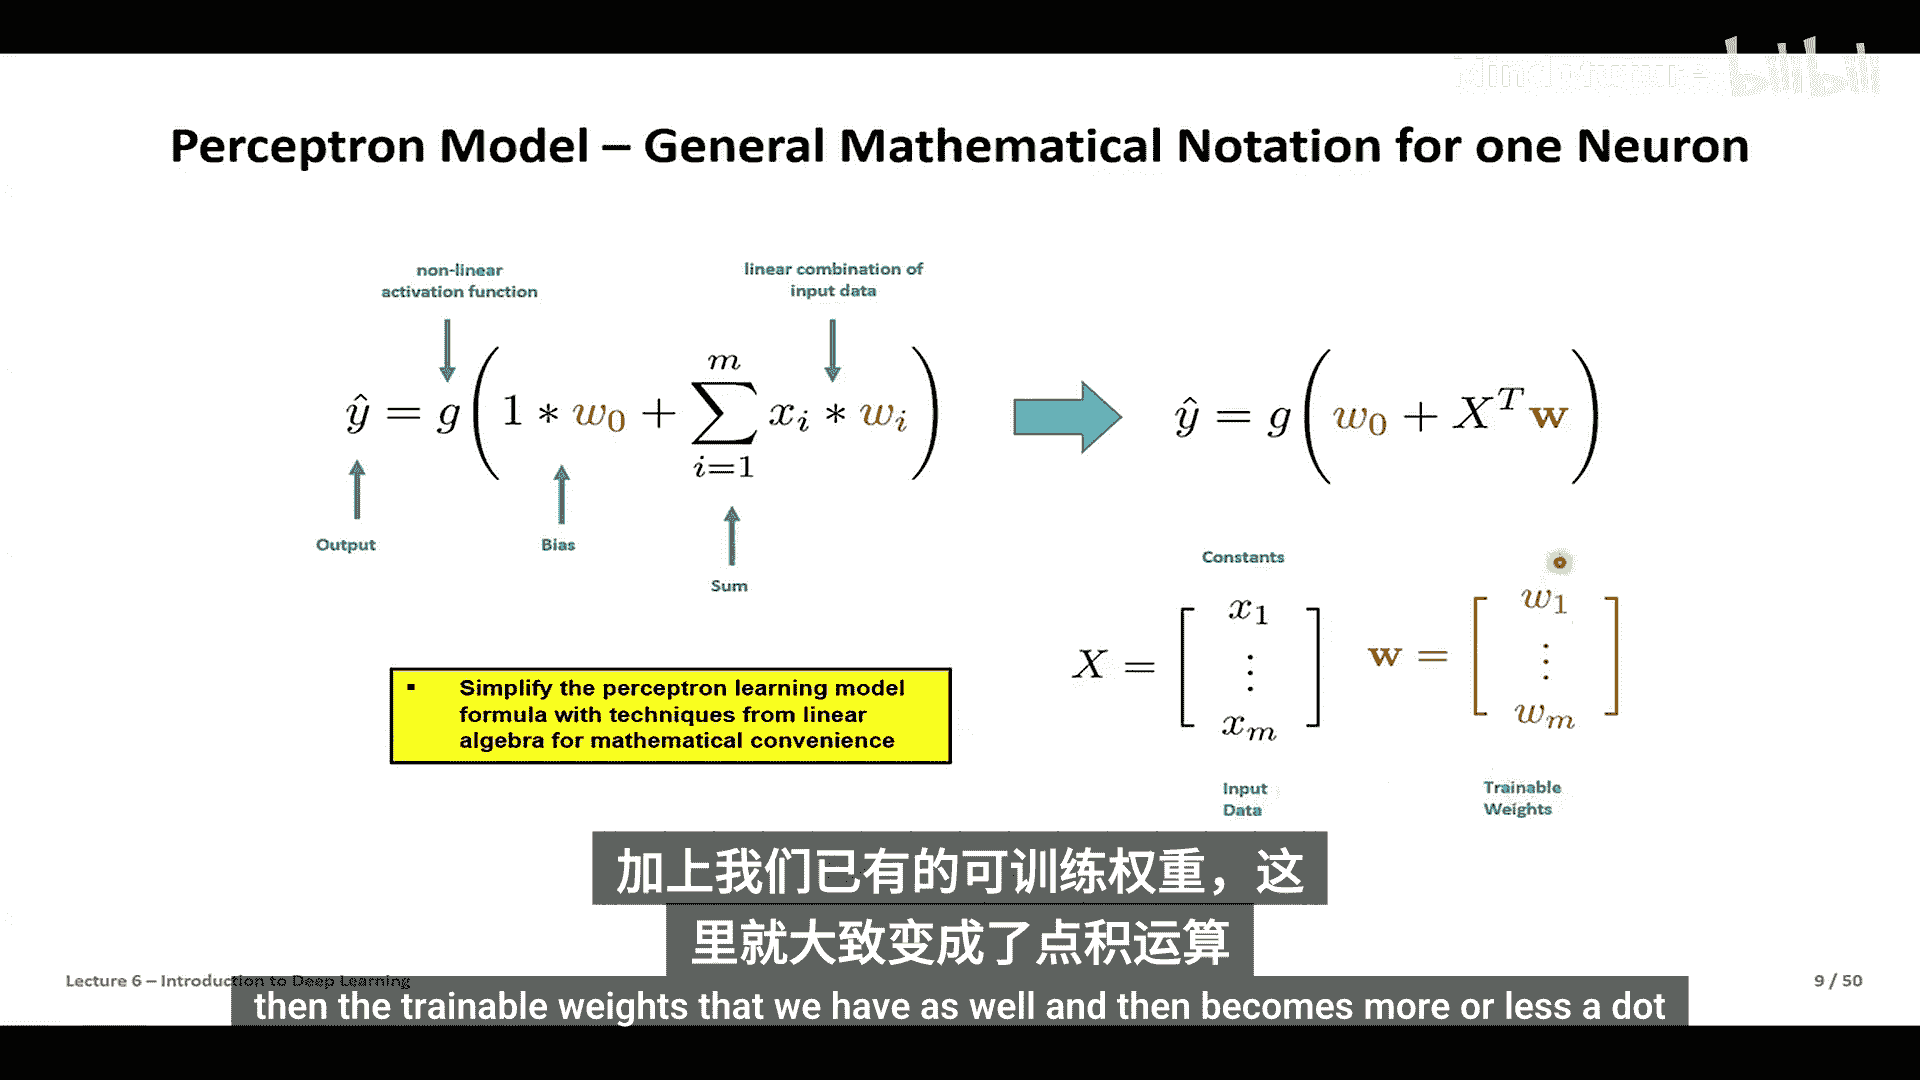 bilibili
Perceptron Model – General Mathematical Notation for one Neuron
non-linear
activation function
linear combination of
input data
ŷ = g(1 * w₀ + ∑ᵢ₌₁ᵐ xᵢ * wᵢ)
ŷ = g(w₀ + Xᵀw)
Output
Bias
Sum
Constants
X = [x₁ ⋮ xₘ]
w = [w₁ ⋮ wₘ]
Input
Data
Trainable
Weights
▪ Simplify the perceptron learning model
formula with techniques from linear
algebra for mathematical convenience
加上我们已有的可训练权重，这
里就大致变成了点积运算
Lecture 6 – Introduction to Deep Learning
9 / 50
then the trainable weights that we have as well and then becomes more or less a dot